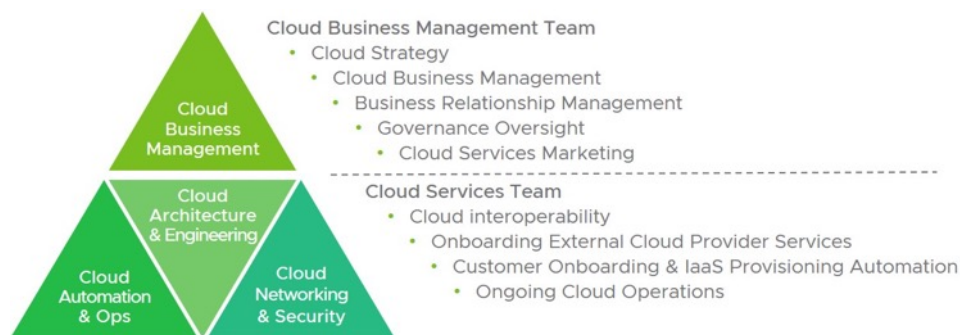 Cloud Business Management Team
• Cloud Strategy
• Cloud Business Management
• Business Relationship Management
• Governance Oversight
• Cloud Services Marketing
Cloud
Business
Management
Cloud Services Team
• Cloud interoperability
• Onboarding External Cloud Provider Services
• Customer Onboarding & IaaS Provisioning Automation
• Ongoing Cloud Operations
Cloud
Architecture
& Engineering
Cloud
Automation
& Ops
Cloud
Networking
& Security